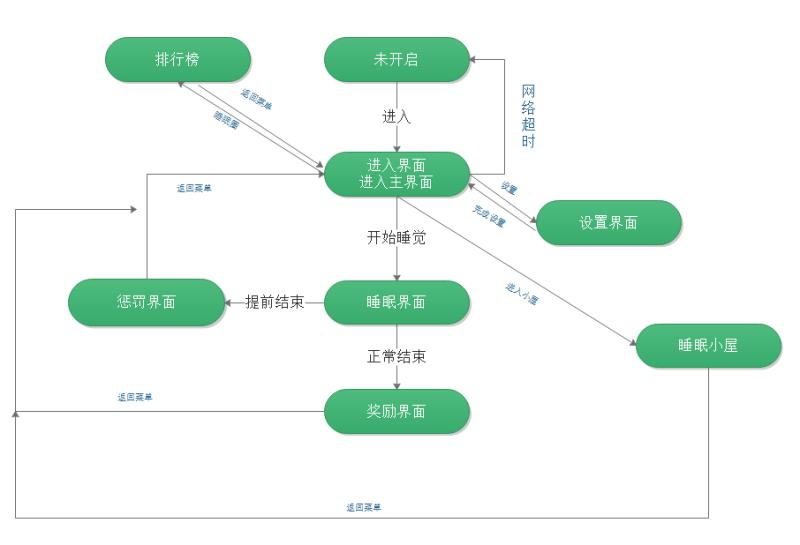 排行榜
未开启
返回菜单
睡眠圈
进入
网络超时
进入界面
进入主界面
返回菜单
设置
完成设置
设置界面
开始睡觉
惩罚界面
提前结束
睡眠界面
进入小屋
睡眠小屋
正常结束
返回菜单
奖励界面
返回菜单